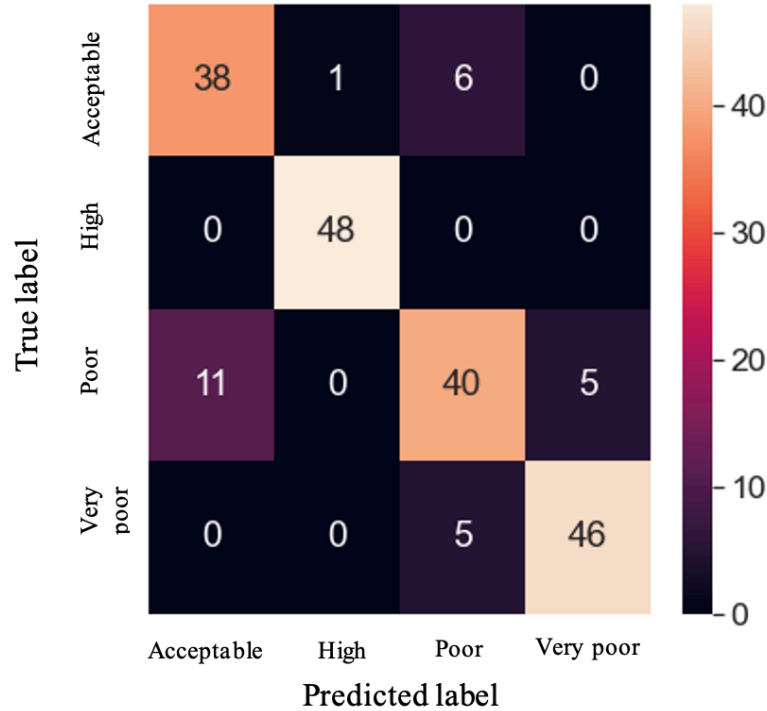 Acceptable 38 1 6 0
High 0 48 0 0
Poor 11 0 40 5
Very
poor
0 0 5 46
Acceptable High Poor Very poor
Predicted label
True label
40
30
20
10
0